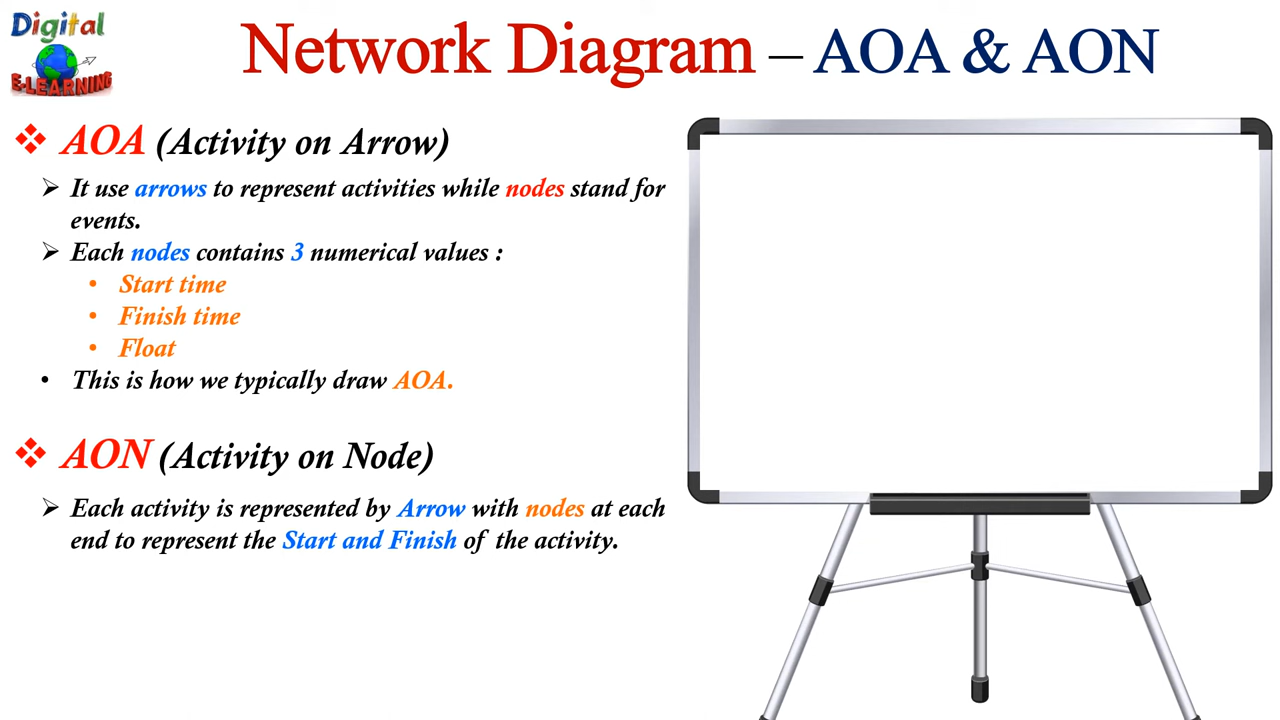 Digital
E-LEARNING
Network Diagram – AOA & AON
❖ AOA (Activity on Arrow)
➢ It use arrows to represent activities while nodes stand for
events.
➢ Each nodes contains 3 numerical values :
• Start time
• Finish time
• Float
• This is how we typically draw AOA.
❖ AON (Activity on Node)
➢ Each activity is represented by Arrow with nodes at each
end to represent the Start and Finish of the activity.